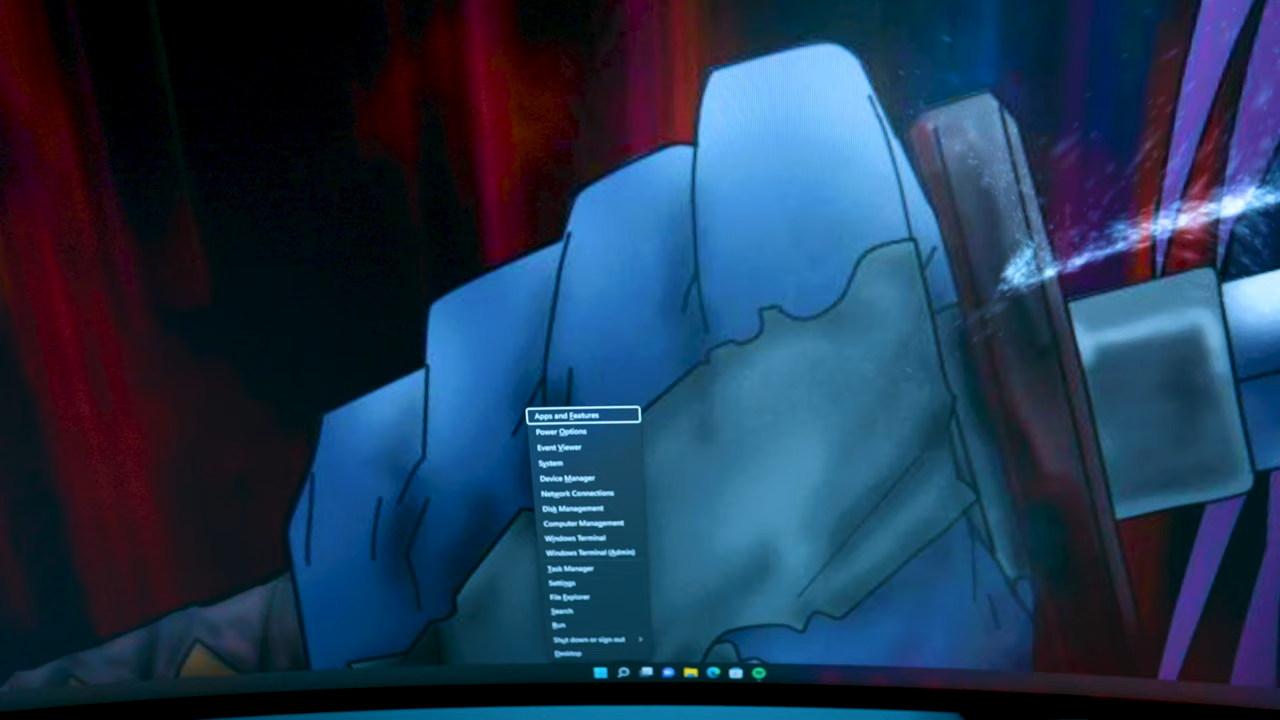 Apps and Features
Power Options
Event Viewer
System
Device Manager
Network Connections
Disk Management
Computer Management
Windows Terminal
Windows Terminal (Admin)
Task Manager
Settings
File Explorer
Search
Run
Shut down or sign out
Desktop